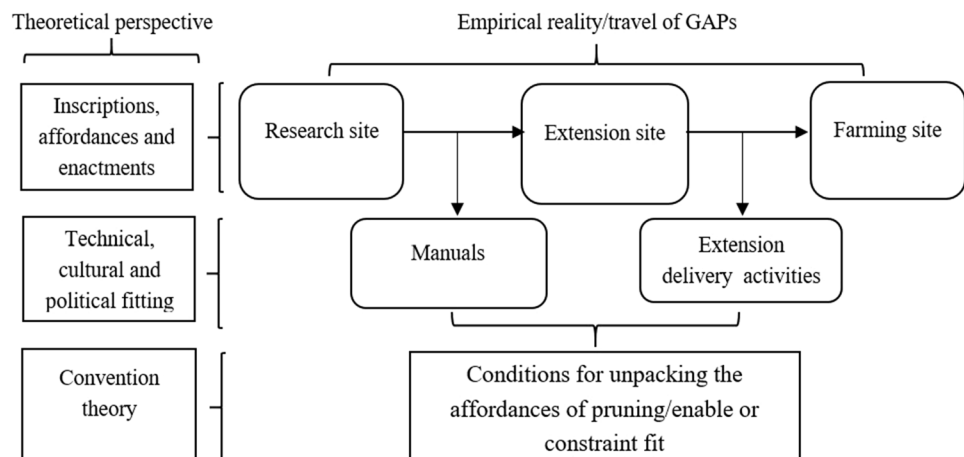 Theoretical perspective
Empirical reality/travel of GAPs
Inscriptions,
affordances and
enactments
Research site
Extension site
Farming site
Technical,
cultural and
political fitting
Manuals
Extension
delivery activities
Convention
theory
Conditions for unpacking the
affordances of pruning/enable or
constraint fit